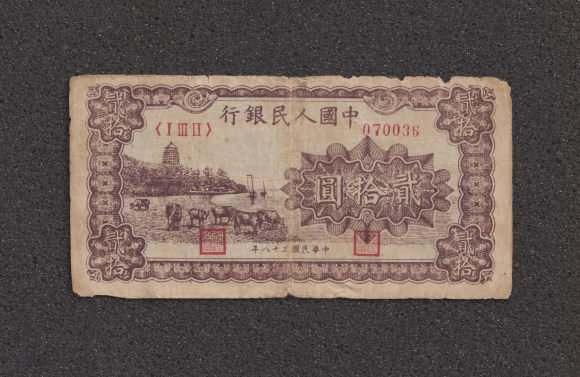 中國人民銀行
〈I III II〉
070036
貳拾圓
中華民國三十八年
貳拾
貳拾
貳拾
貳拾